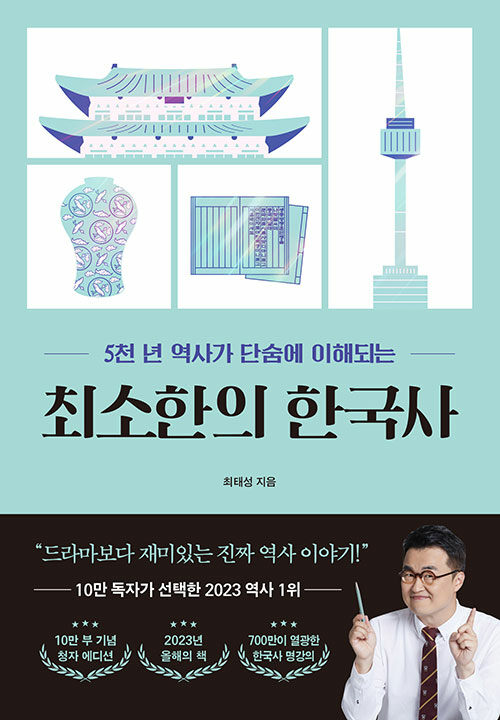 5천 년 역사가 단숨에 이해되는
최소한의 한국사
최태성 지음
“드라마보다 재미있는 진짜 역사 이야기!”
10만 독자가 선택한 2023 역사 1위
10만 부 기념
청자 에디션
2023년
올해의 책
700만이 열광한
한국사 명강의